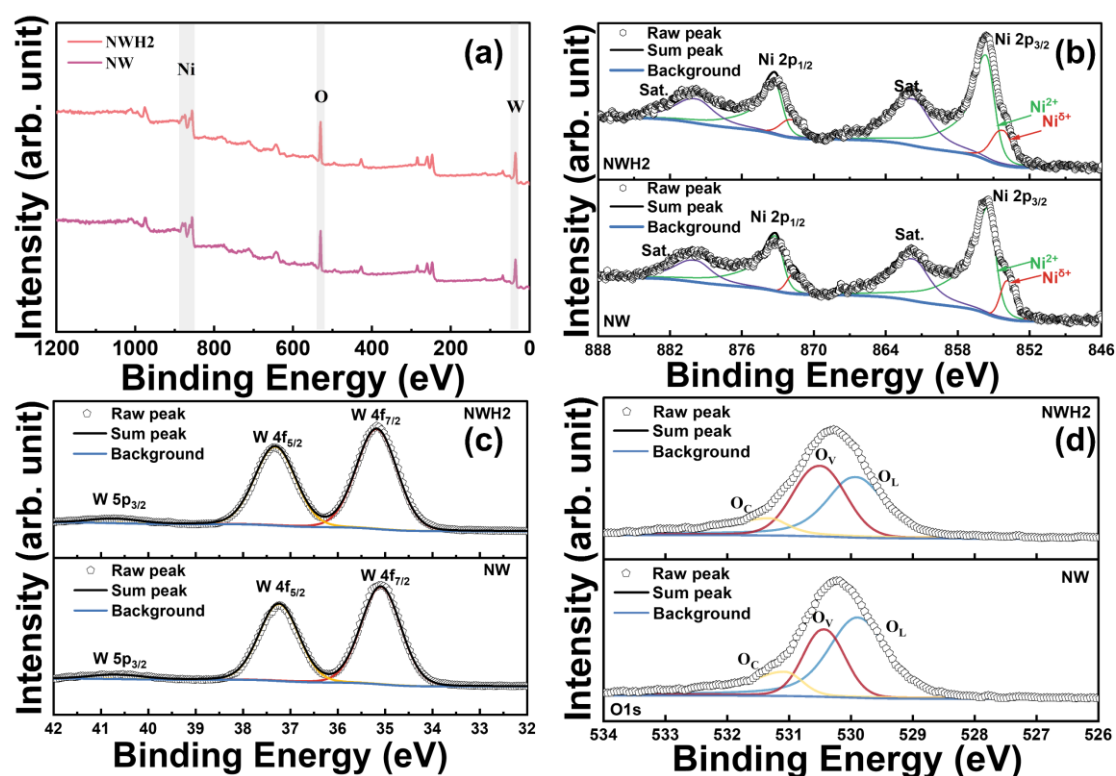 (a)
NWH2
NW
Ni
O
W
Intensity (arb. unit)
1200 1000 800 600 400 200 0
Binding Energy (eV)
(b)
Raw peak
Sum peak
Background
Sat.
Ni 2p1/2
Sat.
Ni 2p3/2
Ni2+
Niδ+
NWH2
Raw peak
Sum peak
Background
Sat.
Ni 2p1/2
Sat.
Ni 2p3/2
Ni2+
Niδ+
NW
Intensity (arb. unit)
888 882 876 870 864 858 852 846
Binding Energy (eV)
(c)
Raw peak
Sum peak
Background
W 5p3/2
W 4f5/2
W 4f7/2
NWH2
Raw peak
Sum peak
Background
W 5p3/2
W 4f5/2
W 4f7/2
NW
Intensity (arb. unit)
42 41 40 39 38 37 36 35 34 33 32
Binding Energy (eV)
(d)
Raw peak
Sum peak
Background
OC
OV
OL
NWH2
Raw peak
Sum peak
Background
OC
OV
OL
NW
O1s
Intensity (arb. unit)
534 533 532 531 530 529 528 527 526
Binding Energy (eV)